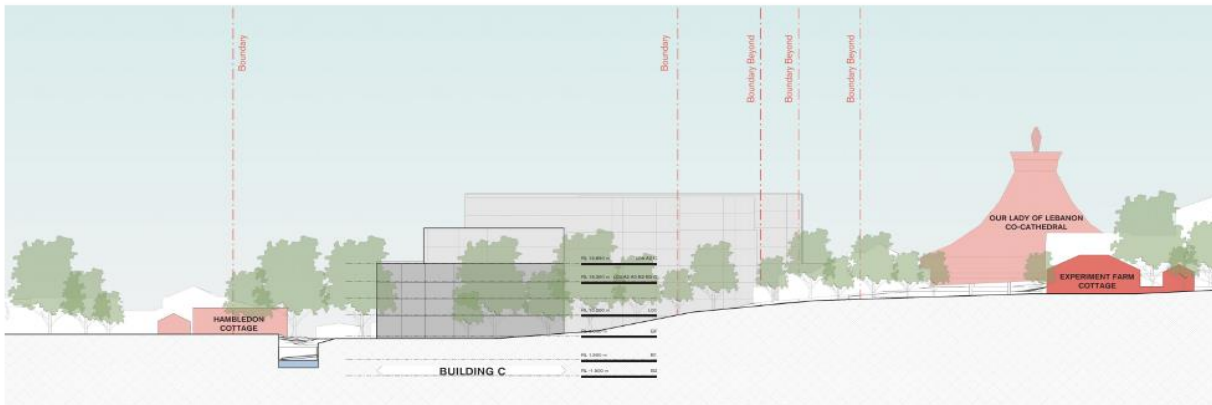 Boundary
Boundary
Boundary Beyond
Boundary Beyond
Boundary Beyond
OUR LADY OF LEBANON
CO-CATHEDRAL
EXPERIMENT FARM
COTTAGE
HAMBLEDON
COTTAGE
BUILDING C